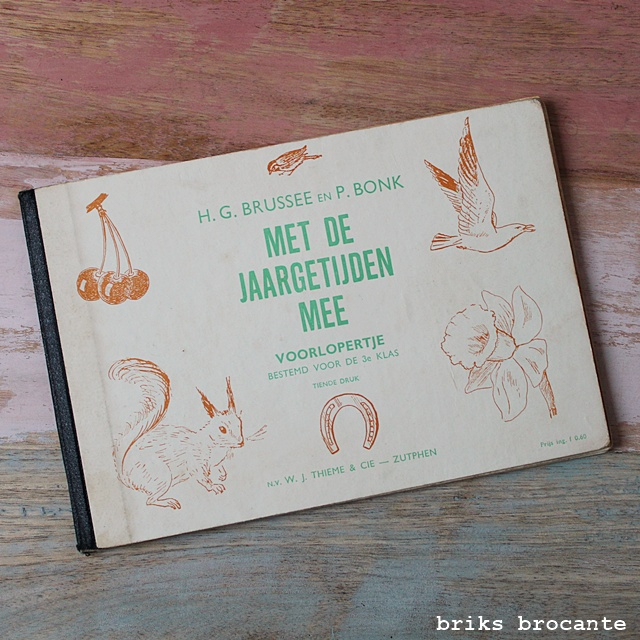 H. G. BRUSSEE EN P. BONK
MET DE
JAARGETIJDEN
MEE
VOORLOPERTJE
BESTEMD VOOR DE 3e KLAS
TIENDE DRUK
N.V. W. J. THIEME & CIE — ZUTPHEN
Prijs ing. f 0.60
briks brocante